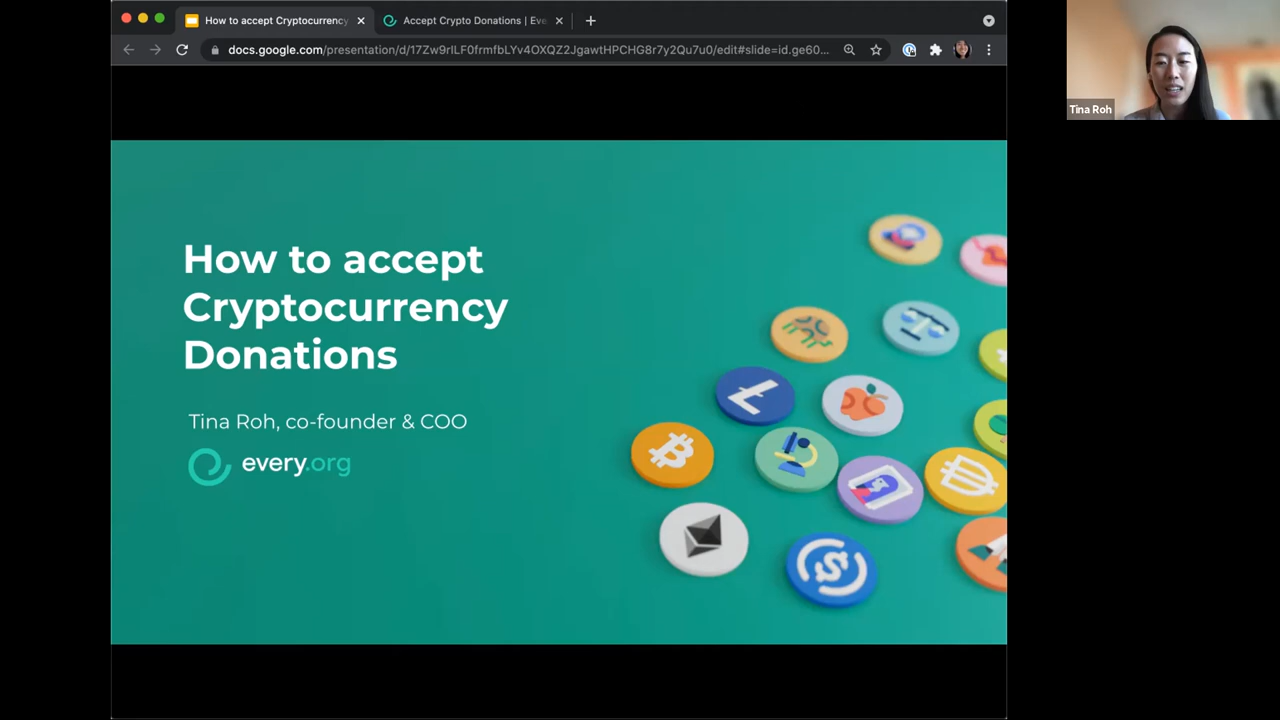 How to accept Cryptocurrency
Accept Crypto Donations | Eve
docs.google.com/presentation/d/17Zw9rILF0frmfbLYv4OXQZ2JgawtHPCHG8r7y2Qu7u0/edit#slide=id.ge60...
Tina Roh
How to accept
Cryptocurrency
Donations
Tina Roh, co-founder & COO
every.org